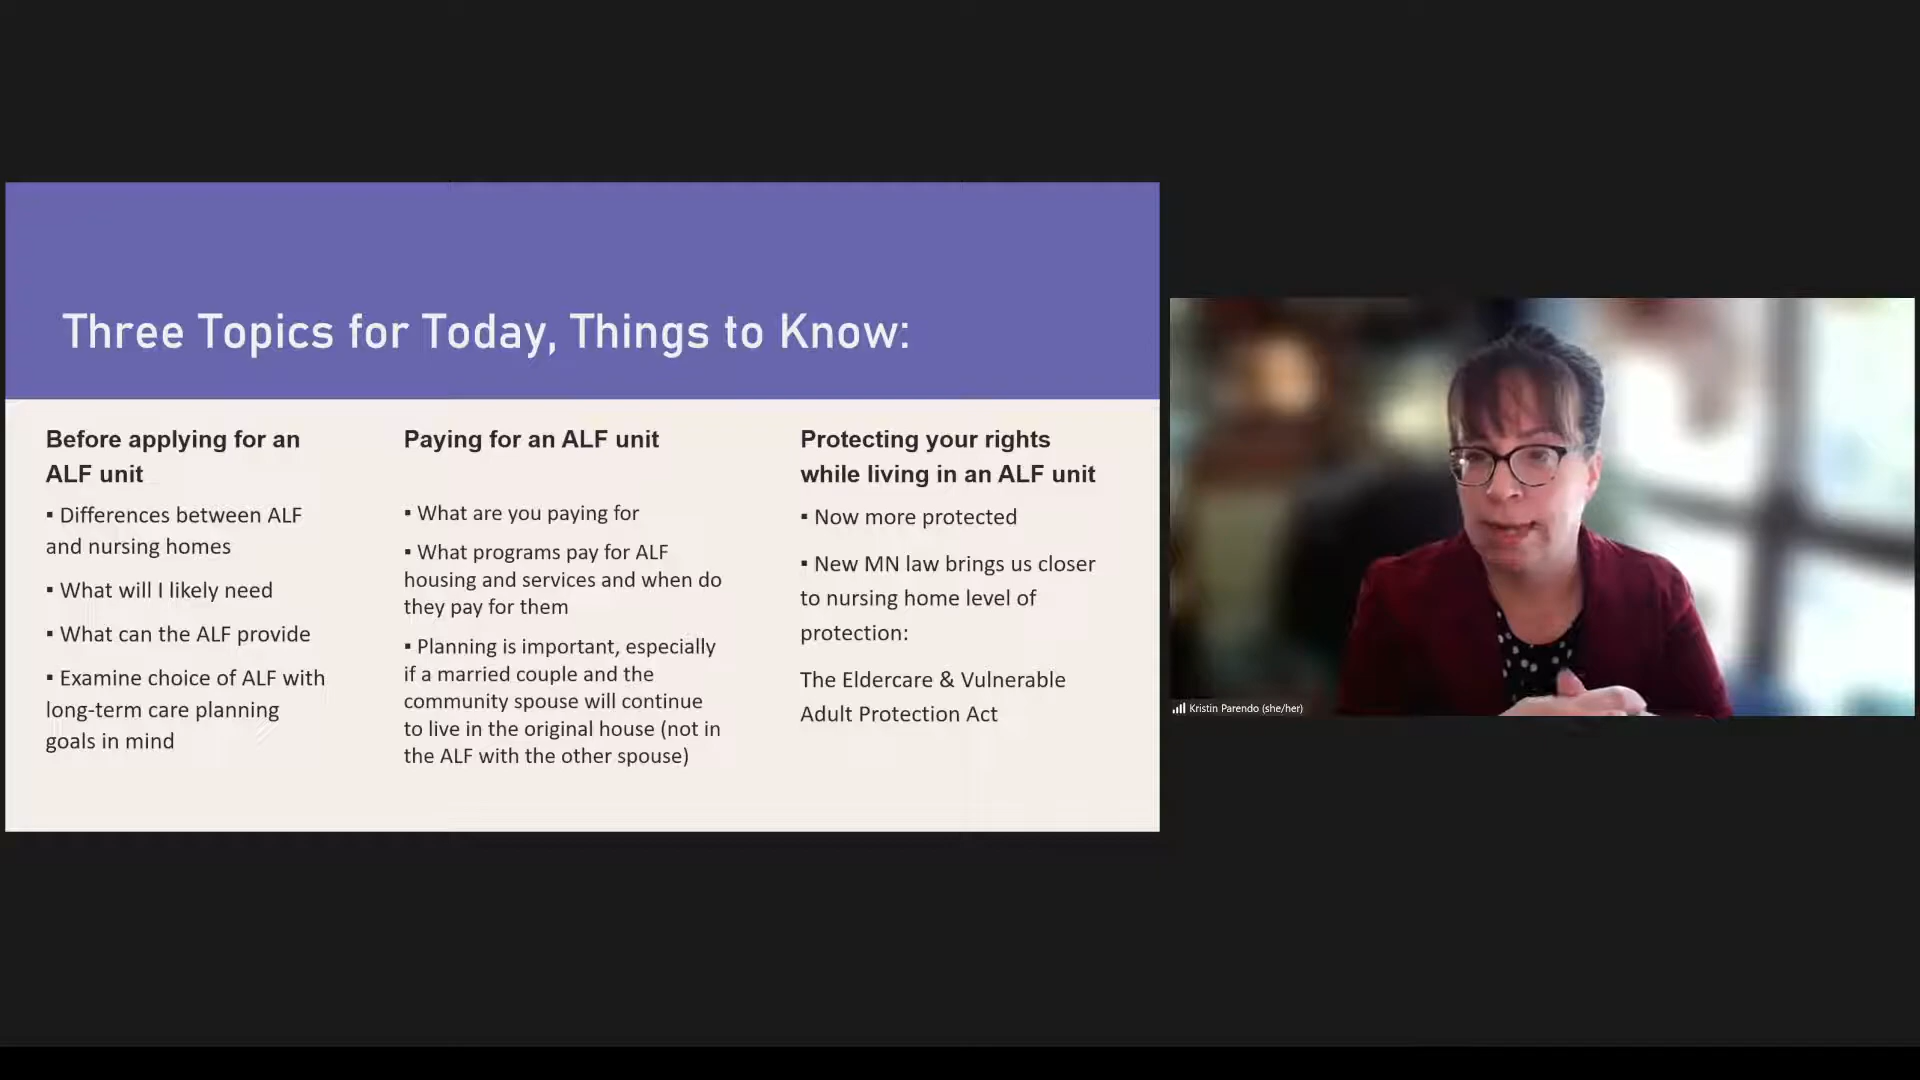 Three Topics for Today, Things to Know:
Before applying for an
ALF unit
▪ Differences between ALF
and nursing homes
▪ What will I likely need
▪ What can the ALF provide
▪ Examine choice of ALF with
long-term care planning
goals in mind
Paying for an ALF unit
▪ What are you paying for
▪ What programs pay for ALF
housing and services and when do
they pay for them
▪ Planning is important, especially
if a married couple and the
community spouse will continue
to live in the original house (not in
the ALF with the other spouse)
Protecting your rights
while living in an ALF unit
▪ Now more protected
▪ New MN law brings us closer
to nursing home level of
protection:
The Eldercare & Vulnerable
Adult Protection Act
Kristin Parendo (she/her)